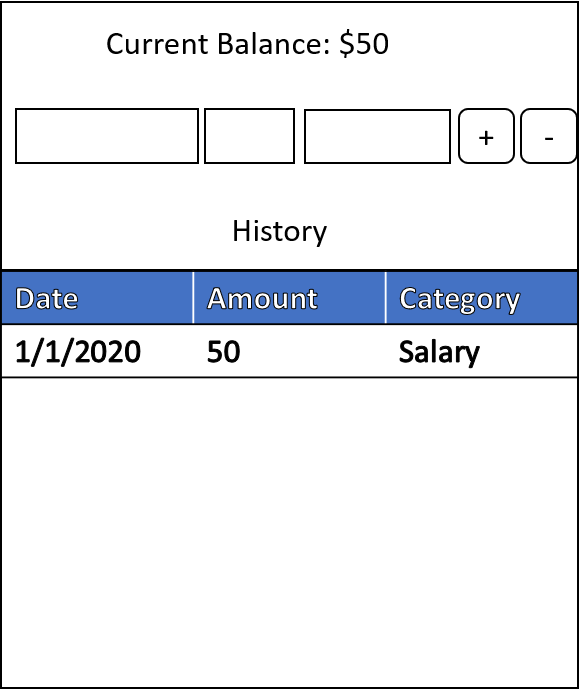 Current Balance: $50
+ -
History
Date Amount Category
1/1/2020 50 Salary